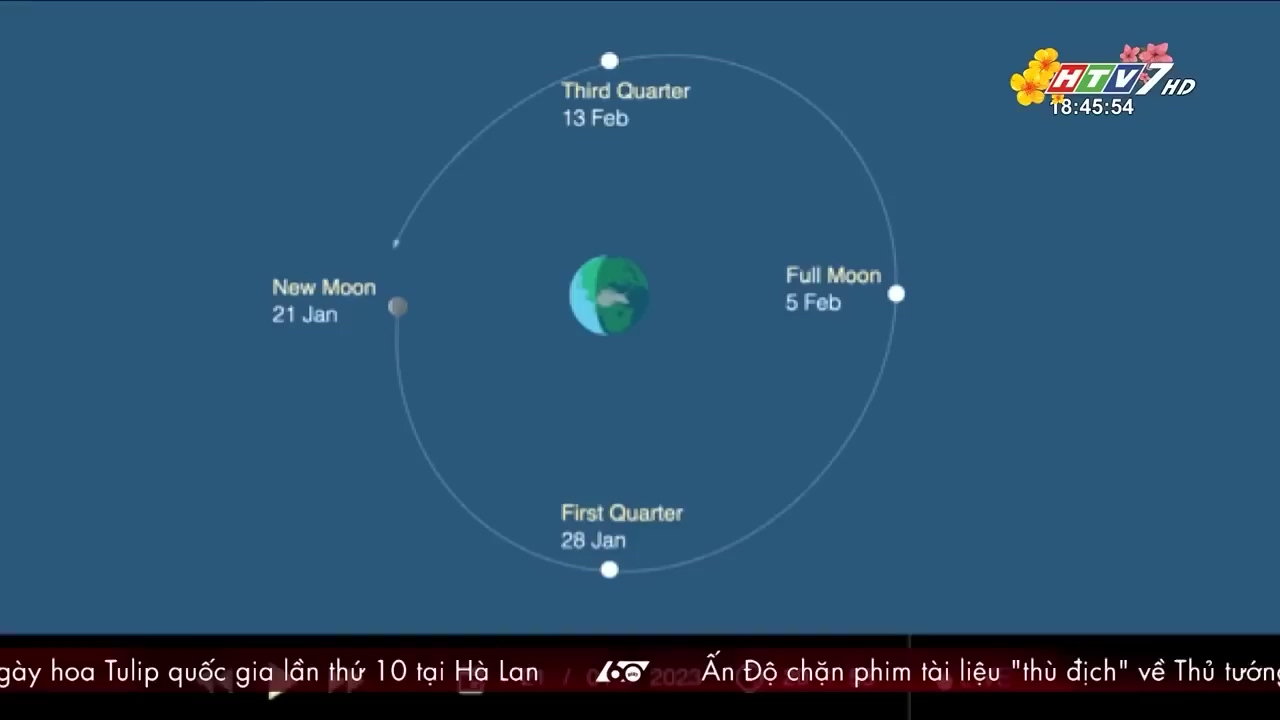 HTV7 HD
18:45:54
Third Quarter
13 Feb
New Moon
21 Jan
Full Moon
5 Feb
First Quarter
28 Jan
gày hoa Tulip quốc gia lần thứ 10 tại Hà Lan 60 Ấn Độ chặn phim tài liệu "thù địch" về Thủ tướng
2023